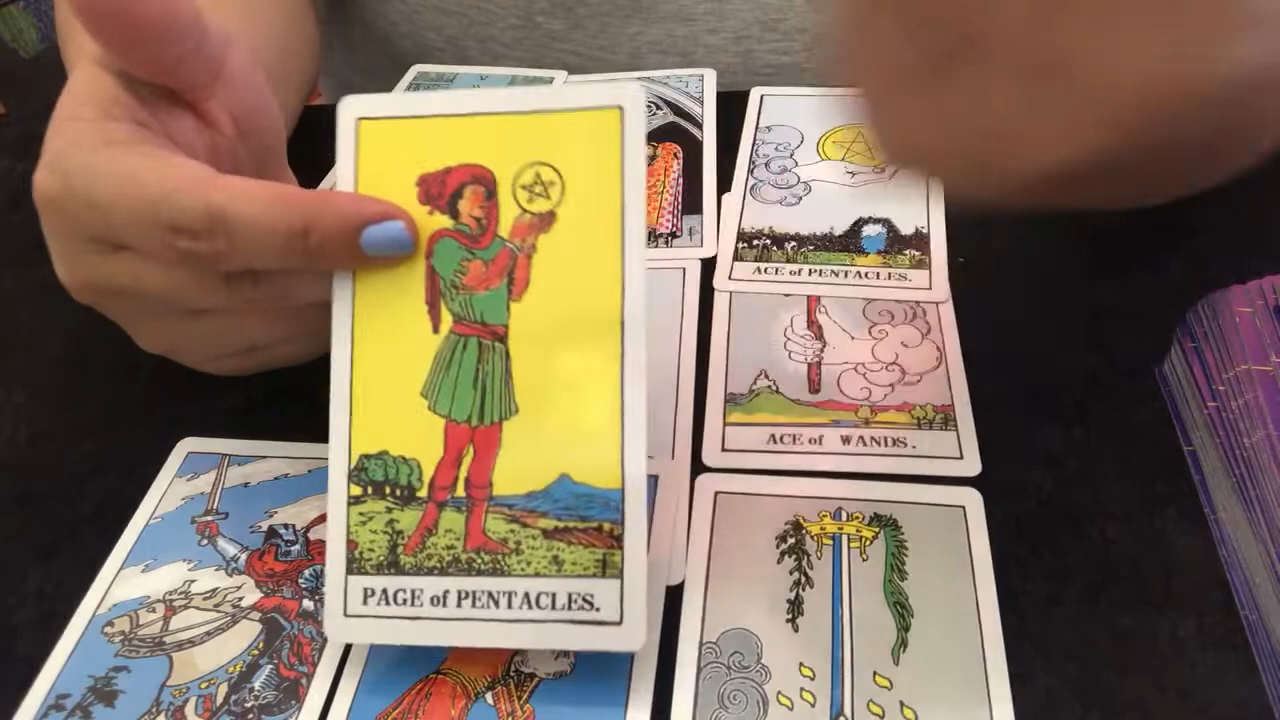 V
ACE of PENTACLES.
ACE of WANDS.
PAGE of PENTACLES.